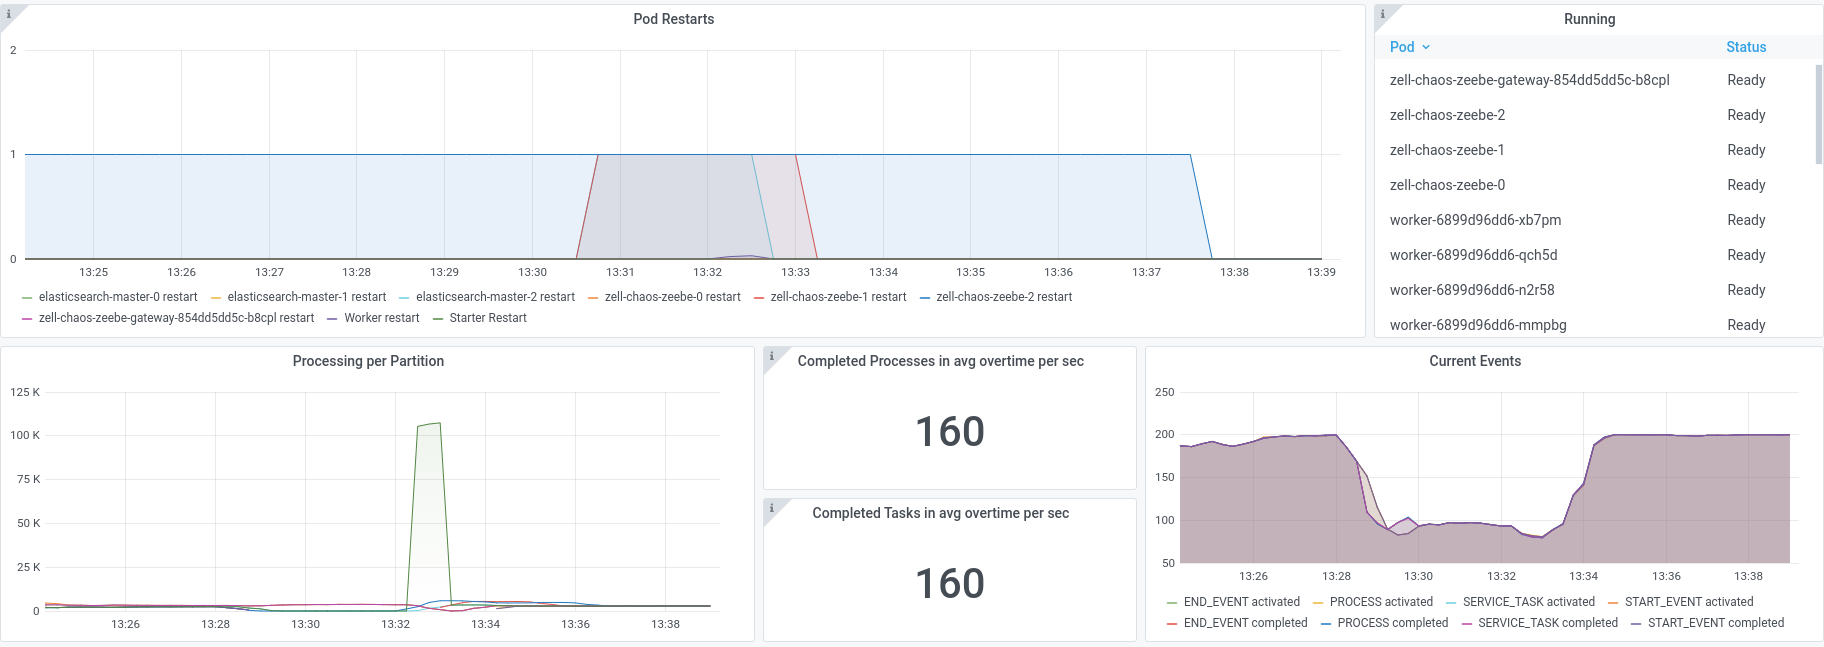 Pod Restarts
2
1
0
13:25 13:26 13:27 13:28 13:29 13:30 13:31 13:32 13:33 13:34 13:35 13:36 13:37 13:38 13:39
elasticsearch-master-0 restart elasticsearch-master-1 restart elasticsearch-master-2 restart zell-chaos-zeebe-0 restart zell-chaos-zeebe-1 restart zell-chaos-zeebe-2 restart
zell-chaos-zeebe-gateway-854dd5dd5c-b8cpl restart Worker restart Starter Restart
Running
Pod Status
zell-chaos-zeebe-gateway-854dd5dd5c-b8cpl Ready
zell-chaos-zeebe-2 Ready
zell-chaos-zeebe-1 Ready
zell-chaos-zeebe-0 Ready
worker-6899d96dd6-xb7pm Ready
worker-6899d96dd6-qch5d Ready
worker-6899d96dd6-n2r58 Ready
worker-6899d96dd6-mmpbg Ready
Processing per Partition
125 K
100 K
75 K
50 K
25 K
0
13:26 13:28 13:30 13:32 13:34 13:36 13:38
Completed Processes in avg overtime per sec
160
Completed Tasks in avg overtime per sec
160
Current Events
250
200
150
100
50
13:26 13:28 13:30 13:32 13:34 13:36 13:38
END_EVENT activated PROCESS activated SERVICE_TASK activated START_EVENT activated
END_EVENT completed PROCESS completed SERVICE_TASK completed START_EVENT completed